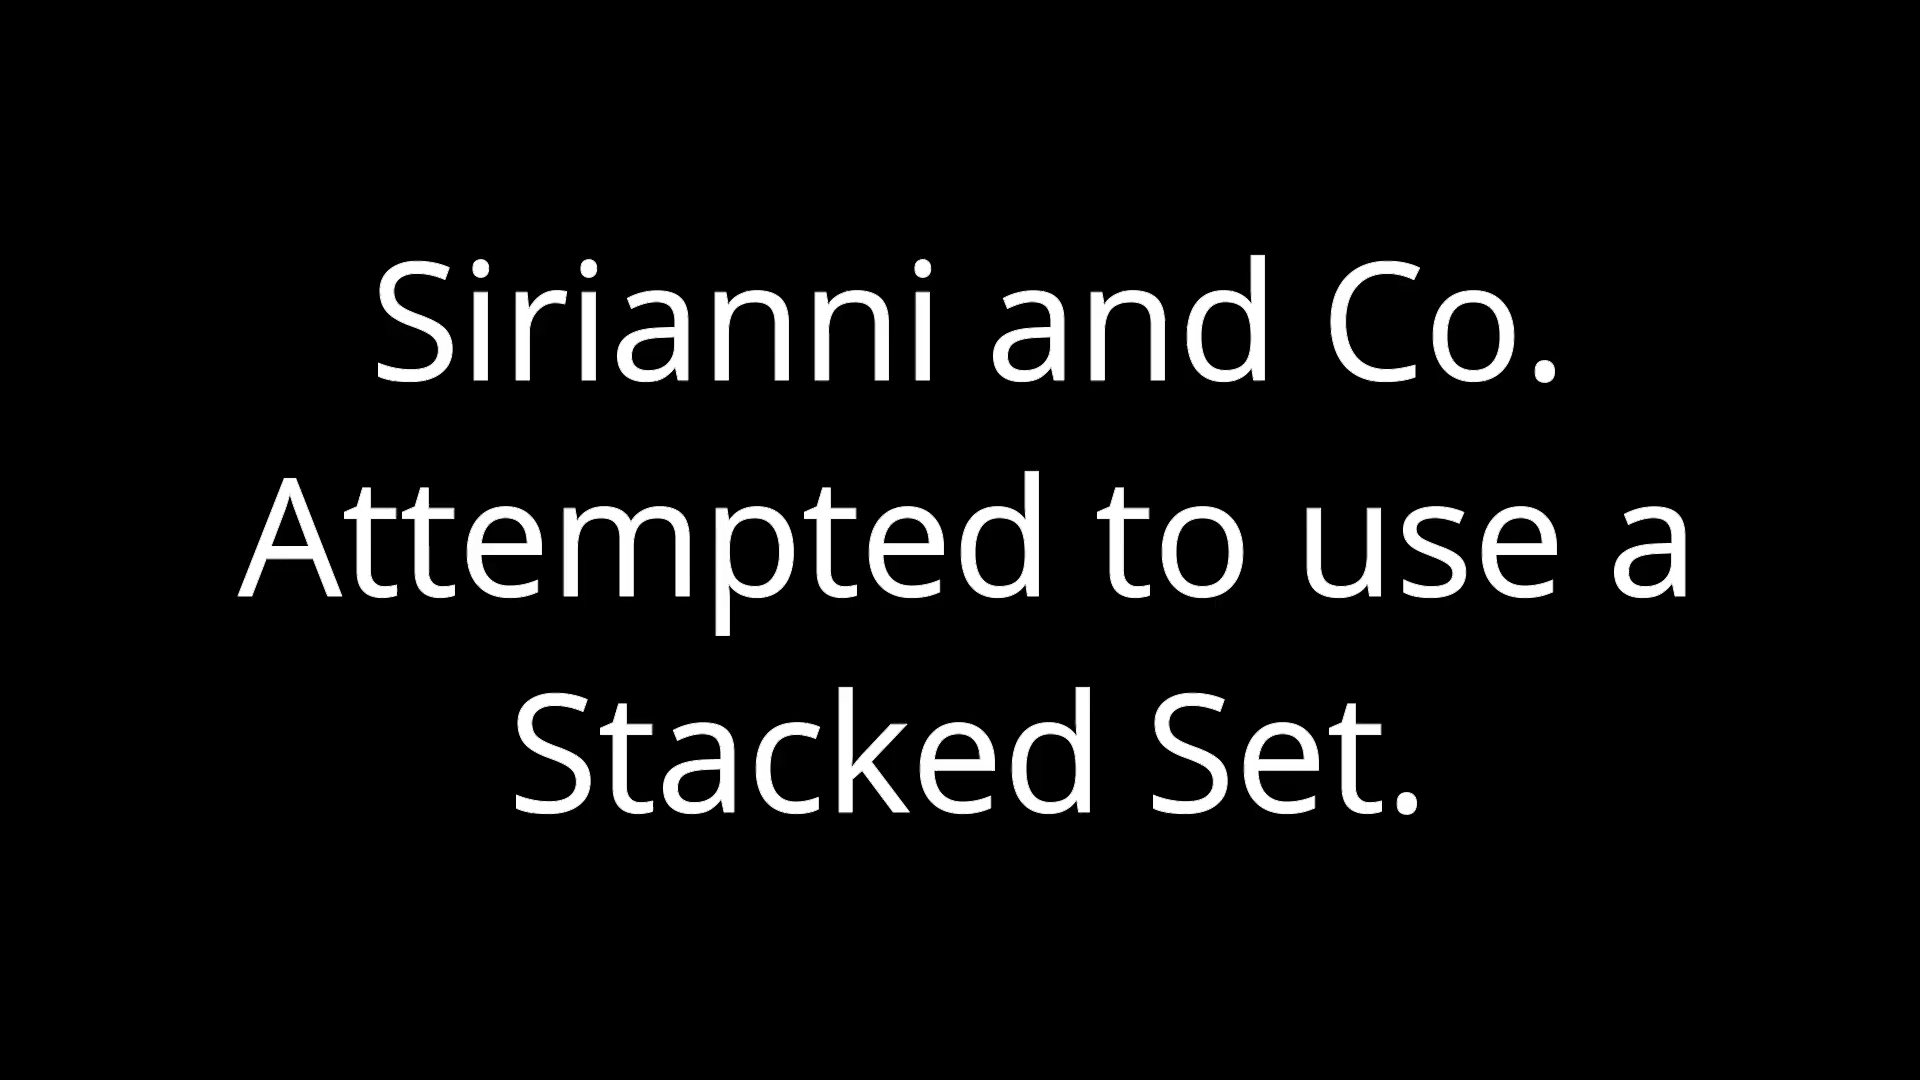 Sirianni and Co.
Attempted to use a
Stacked Set.